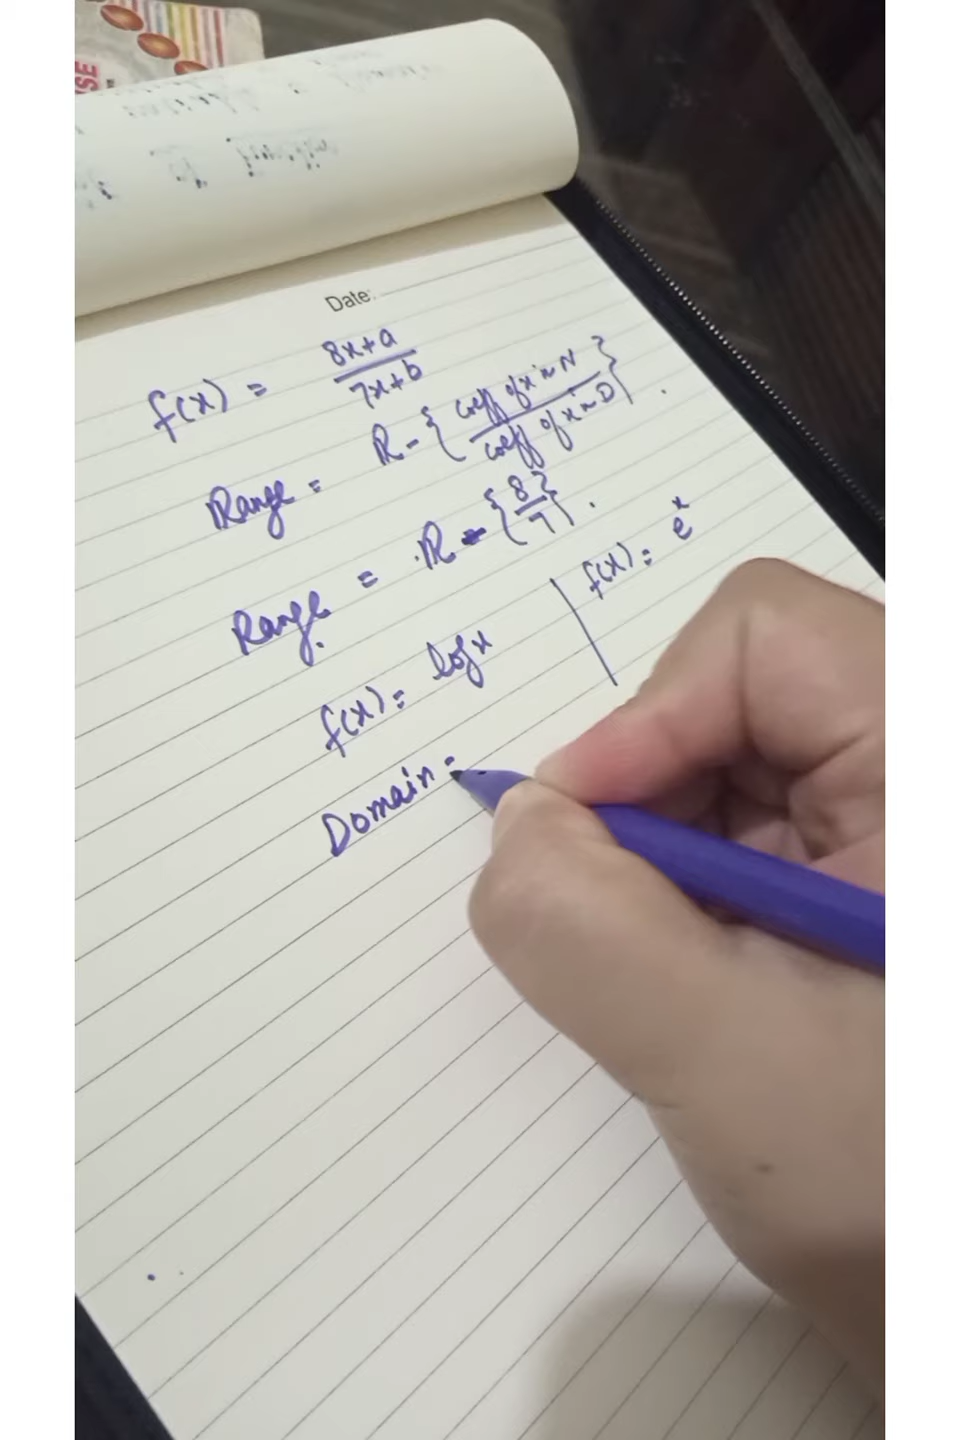 Date:
f(x) = 8x+a / 7x+b
Range = R - { coeff of x in N / coeff of x in D } .
Range = R - { 8 / 7 } .
f(x) = log x | f(x) = e^x
Domain =